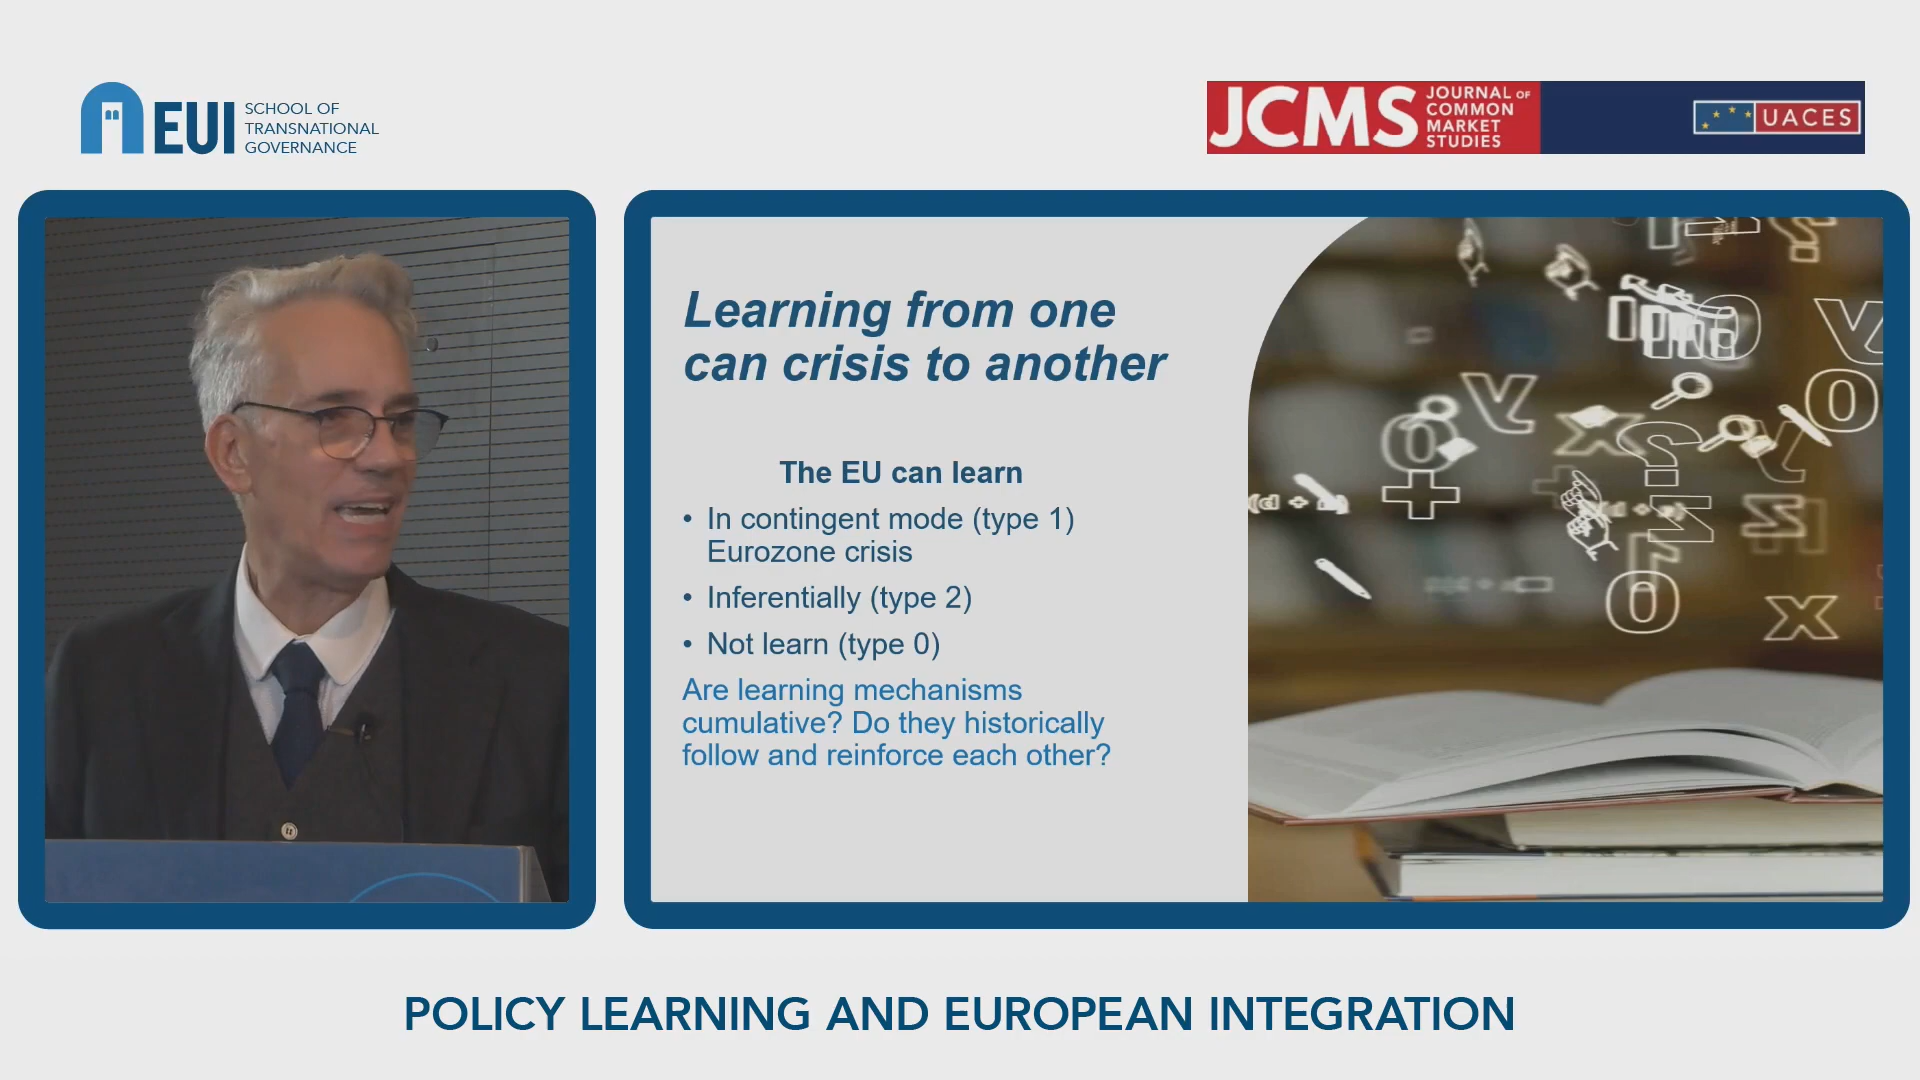 EUI
SCHOOL OF
TRANSNATIONAL
GOVERNANCE
JCMS
JOURNAL OF
COMMON
MARKET
STUDIES
UACES
Learning from one
can crisis to another
The EU can learn
• In contingent mode (type 1)
Eurozone crisis
• Inferentially (type 2)
• Not learn (type 0)
Are learning mechanisms
cumulative? Do they historically
follow and reinforce each other?
POLICY LEARNING AND EUROPEAN INTEGRATION